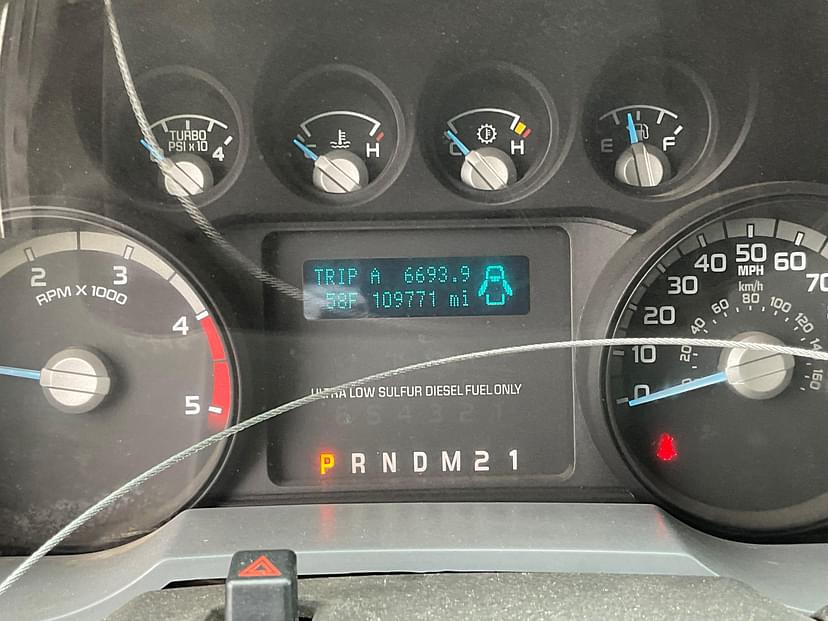 TURBO
PSI x 10
4
H
C
H
E
F
TRIP A 6693.9
58F 109771 mi
2
3
4
5
RPM X 1000
0
10
20
30
40
50
60
MPH
km/h
20
40
60
80
100
120
ULTRA LOW SULFUR DIESEL FUEL ONLY
P R N D M 2 1